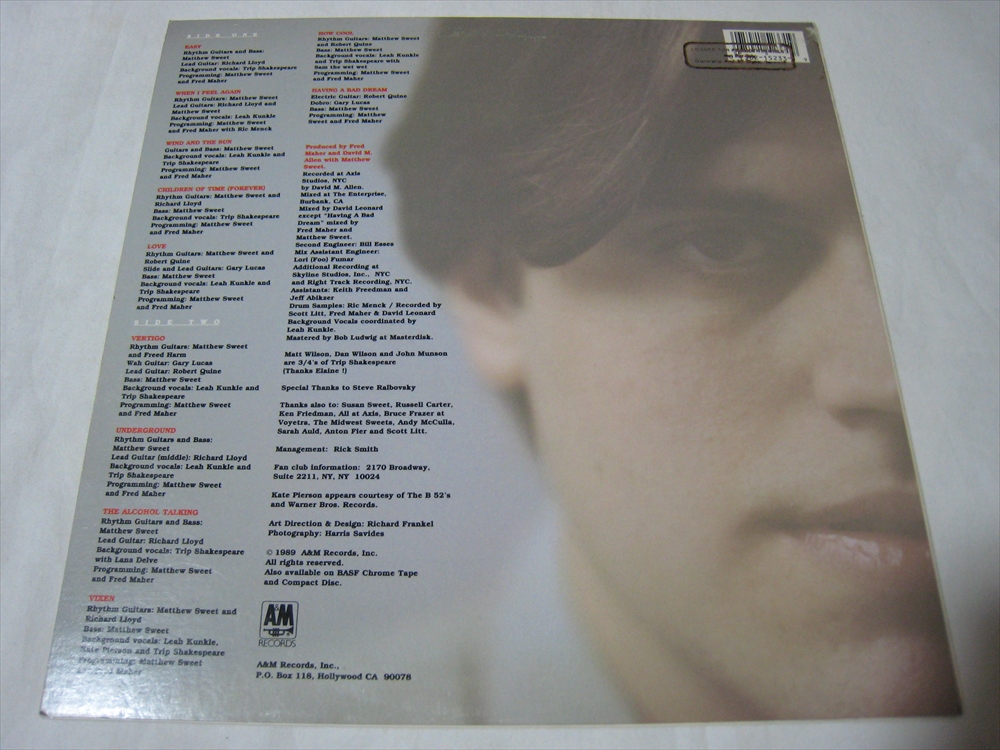 SIDE ONE
EASY
Rhythm Guitars and Bass:
Matthew Sweet
Lead Guitar: Richard Lloyd
Background vocals: Trip Shakespeare
Programming: Matthew Sweet
and Fred Maher
WHEN I FEEL AGAIN
Rhythm Guitars: Matthew Sweet
Lead Guitars: Richard Lloyd and
Matthew Sweet
Background vocals: Leah Kunkle
Programming: Matthew Sweet
and Fred Maher with Ric Menck
WIND AND THE SUN
Guitars and Bass: Matthew Sweet
Background vocals: Leah Kunkle and
Trip Shakespeare
Programming: Matthew Sweet
and Fred Maher
CHILDREN OF TIME (FOREVER)
Rhythm Guitars: Matthew Sweet and
Richard Lloyd
Bass: Matthew Sweet
Background vocals: Trip Shakespeare
Programming: Matthew Sweet
and Fred Maher
LOVE
Rhythm Guitars: Matthew Sweet and
Robert Quine
Slide and Lead Guitars: Gary Lucas
Bass: Matthew Sweet
Background vocals: Leah Kunkle and
Trip Shakespeare
Programming: Matthew Sweet
and Fred Maher
SIDE TWO
VERTIGO
Rhythm Guitars: Matthew Sweet
and Freed Harm
Wah Guitar: Gary Lucas
Lead Guitar: Robert Quine
Bass: Matthew Sweet
Background vocals: Leah Kunkle and
Trip Shakespeare
Programming: Matthew Sweet
and Fred Maher
UNDERGROUND
Rhythm Guitars and Bass:
Matthew Sweet
Lead Guitar (middle): Richard Lloyd
Background vocals: Leah Kunkle and
Trip Shakespeare
Programming: Matthew Sweet
and Fred Maher
THE ALCOHOL TALKING
Rhythm Guitars and Bass:
Matthew Sweet
Lead Guitar: Richard Lloyd
Background vocals: Trip Shakespeare
with Lana Delve
Programming: Matthew Sweet
and Fred Maher
VIXEN
Rhythm Guitars: Matthew Sweet and
Richard Lloyd
Bass: Matthew Sweet
Background vocals: Leah Kunkle,
Kate Pierson and Trip Shakespeare
Programming: Matthew Sweet
and Fred Maher
HOW COOL
Rhythm Guitars: Matthew Sweet
and Robert Quine
Bass: Matthew Sweet
Background vocals: Leah Kunkle
and Trip Shakespeare with
Sam the wet vet
Programming: Matthew Sweet
and Fred Maher
HAVING A BAD DREAM
Electric Guitar: Robert Quine
Dobro: Gary Lucas
Bass: Matthew Sweet
Programming: Matthew
Sweet and Fred Maher
Produced by Fred
Maher and David M.
Allen with Matthew
Sweet.
Recorded at Axis
Studios, NYC
by David M. Allen.
Mixed at The Enterprise,
Burbank, CA
Mixed by David Leonard
except "Having A Bad
Dream" mixed by
Fred Maher and
Matthew Sweet.
Second Engineer: Bill Esses
Mix Assistant Engineer:
Lori (Foo) Fumar
Additional Recording at
Skyline Studios, Inc., NYC
and Right Track Recording, NYC.
Assistants: Keith Freedman and
Jeff Abikzer
Drum Samples: Ric Menck / Recorded by
Scott Litt, Fred Maher & David Leonard
Background Vocals coordinated by
Leah Kunkle.
Mastered by Bob Ludwig at Masterdisk.
Matt Wilson, Dan Wilson and John Munson
are 3/4's of Trip Shakespeare
(Thanks Elaine !)
Special Thanks to Steve Ralbovsky
Thanks also to: Susan Sweet, Russell Carter,
Ken Friedman, All at Axis, Bruce Frazer at
Voyetra, The Midwest Sweets, Andy McCulla,
Sarah Auld, Anton Fier and Scott Litt.
Management: Rick Smith
Fan club information: 2170 Broadway,
Suite 2211, NY, NY 10024
Kate Pierson appears courtesy of The B 52's
and Warner Bros. Records.
Art Direction & Design: Richard Frankel
Photography: Harris Savides
© 1989 A&M Records, Inc.
All rights reserved.
Also available on BASF Chrome Tape
and Compact Disc.
A&M
RECORDS
A&M Records, Inc.,
P.O. Box 118, Hollywood CA 90078